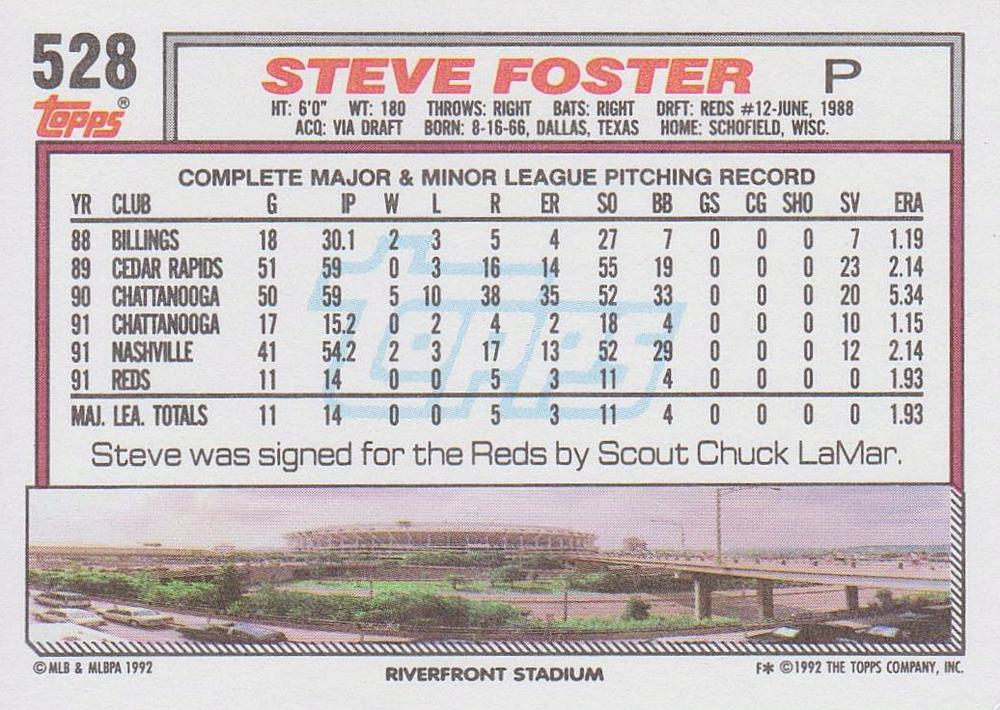 528
Topps®
STEVE FOSTER P
HT: 6'0" WT: 180 THROWS: RIGHT BATS: RIGHT DRFT: REDS #12-JUNE, 1988
ACQ: VIA DRAFT BORN: 8-16-66, DALLAS, TEXAS HOME: SCHOFIELD, WISC.
COMPLETE MAJOR & MINOR LEAGUE PITCHING RECORD
YR CLUB G IP W L R ER SO BB GS CG SHO SV ERA
88 BILLINGS 18 30.1 2 3 5 4 27 7 0 0 0 7 1.19
89 CEDAR RAPIDS 51 59 0 3 16 14 55 19 0 0 0 23 2.14
90 CHATTANOOGA 50 59 5 10 38 35 52 33 0 0 0 20 5.34
91 CHATTANOOGA 17 15.2 0 2 4 2 18 4 0 0 0 10 1.15
91 NASHVILLE 41 54.2 2 3 17 13 52 29 0 0 0 12 2.14
91 REDS 11 14 0 0 5 3 11 4 0 0 0 0 1.93
MAJ. LEA. TOTALS 11 14 0 0 5 3 11 4 0 0 0 0 1.93
Topps
Steve was signed for the Reds by Scout Chuck LaMar.
©MLB & MLBPA 1992 RIVERFRONT STADIUM F* ©1992 THE TOPPS COMPANY, INC.